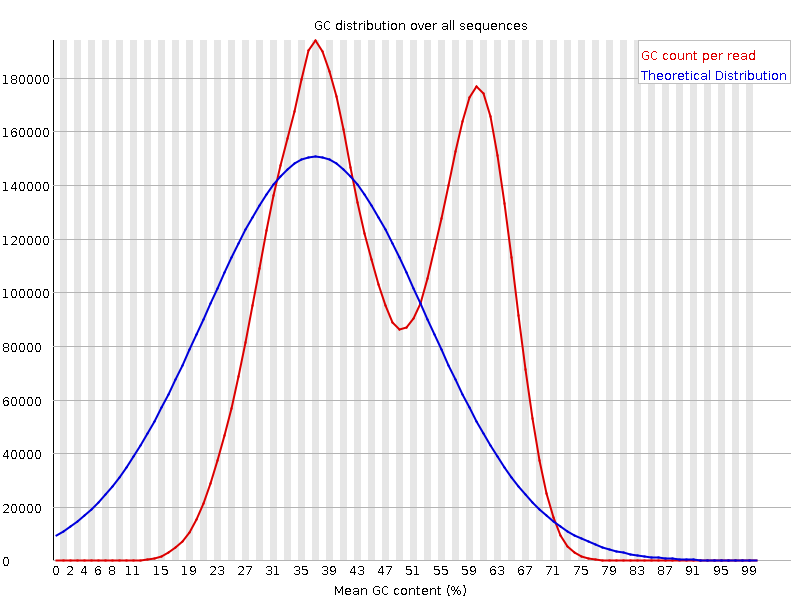 GC distribution over all sequences
GC count per read
Theoretical Distribution
180000
160000
140000
120000
100000
80000
60000
40000
20000
0
0 2 4 6 8 11 15 19 23 27 31 35 39 43 47 51 55 59 63 67 71 75 79 83 87 91 95 99
Mean GC content (%)